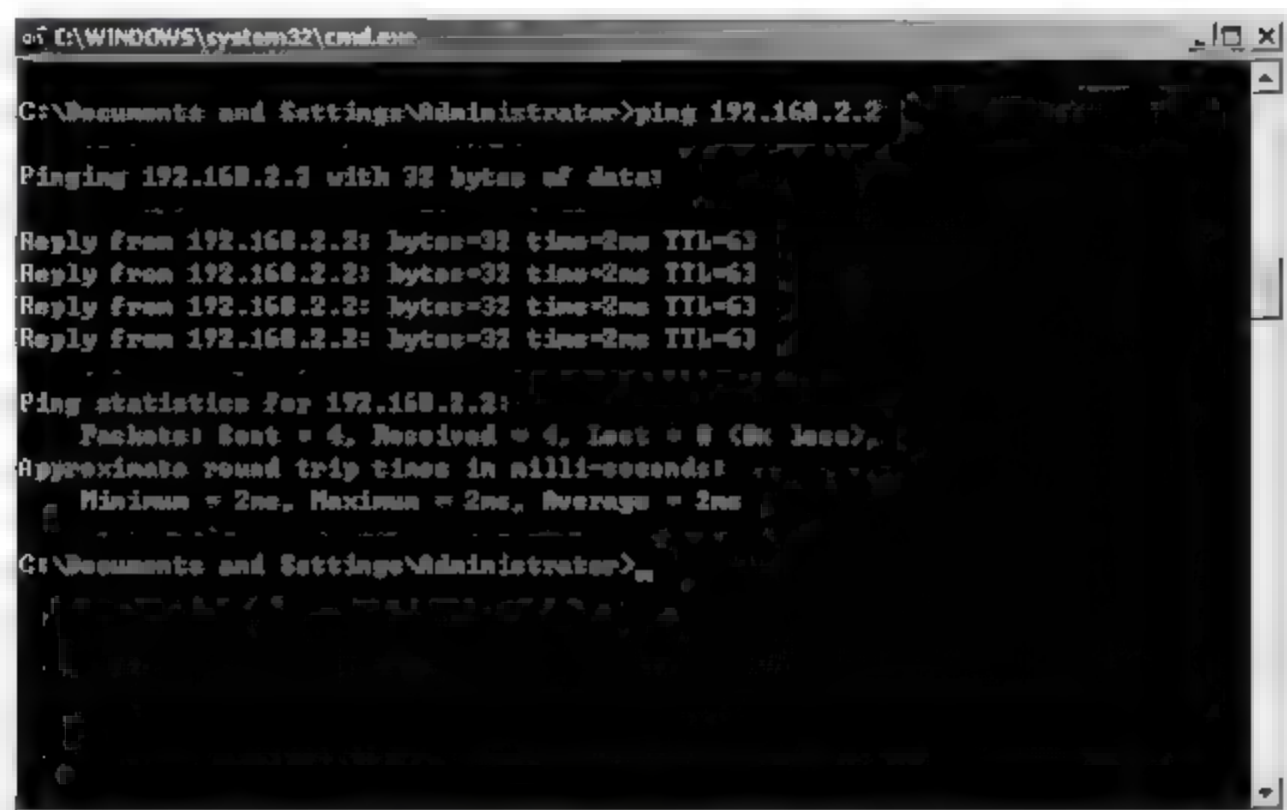 C:\WINDOWS\system32\cmd.exe
C:\Documents and Settings\Administrator>ping 192.168.2.2
Pinging 192.168.2.2 with 32 bytes of data:
Reply from 192.168.2.2: bytes=32 time=2ms TTL=63
Reply from 192.168.2.2: bytes=32 time=2ms TTL=63
Reply from 192.168.2.2: bytes=32 time=2ms TTL=63
Reply from 192.168.2.2: bytes=32 time=2ms TTL=63
Ping statistics for 192.168.2.2:
Packets: Sent = 4, Received = 4, Lost = 0 (0% loss),
Approximate round trip times in milli-seconds:
Minimum = 2ms, Maximum = 2ms, Average = 2ms
C:\Documents and Settings\Administrator>_